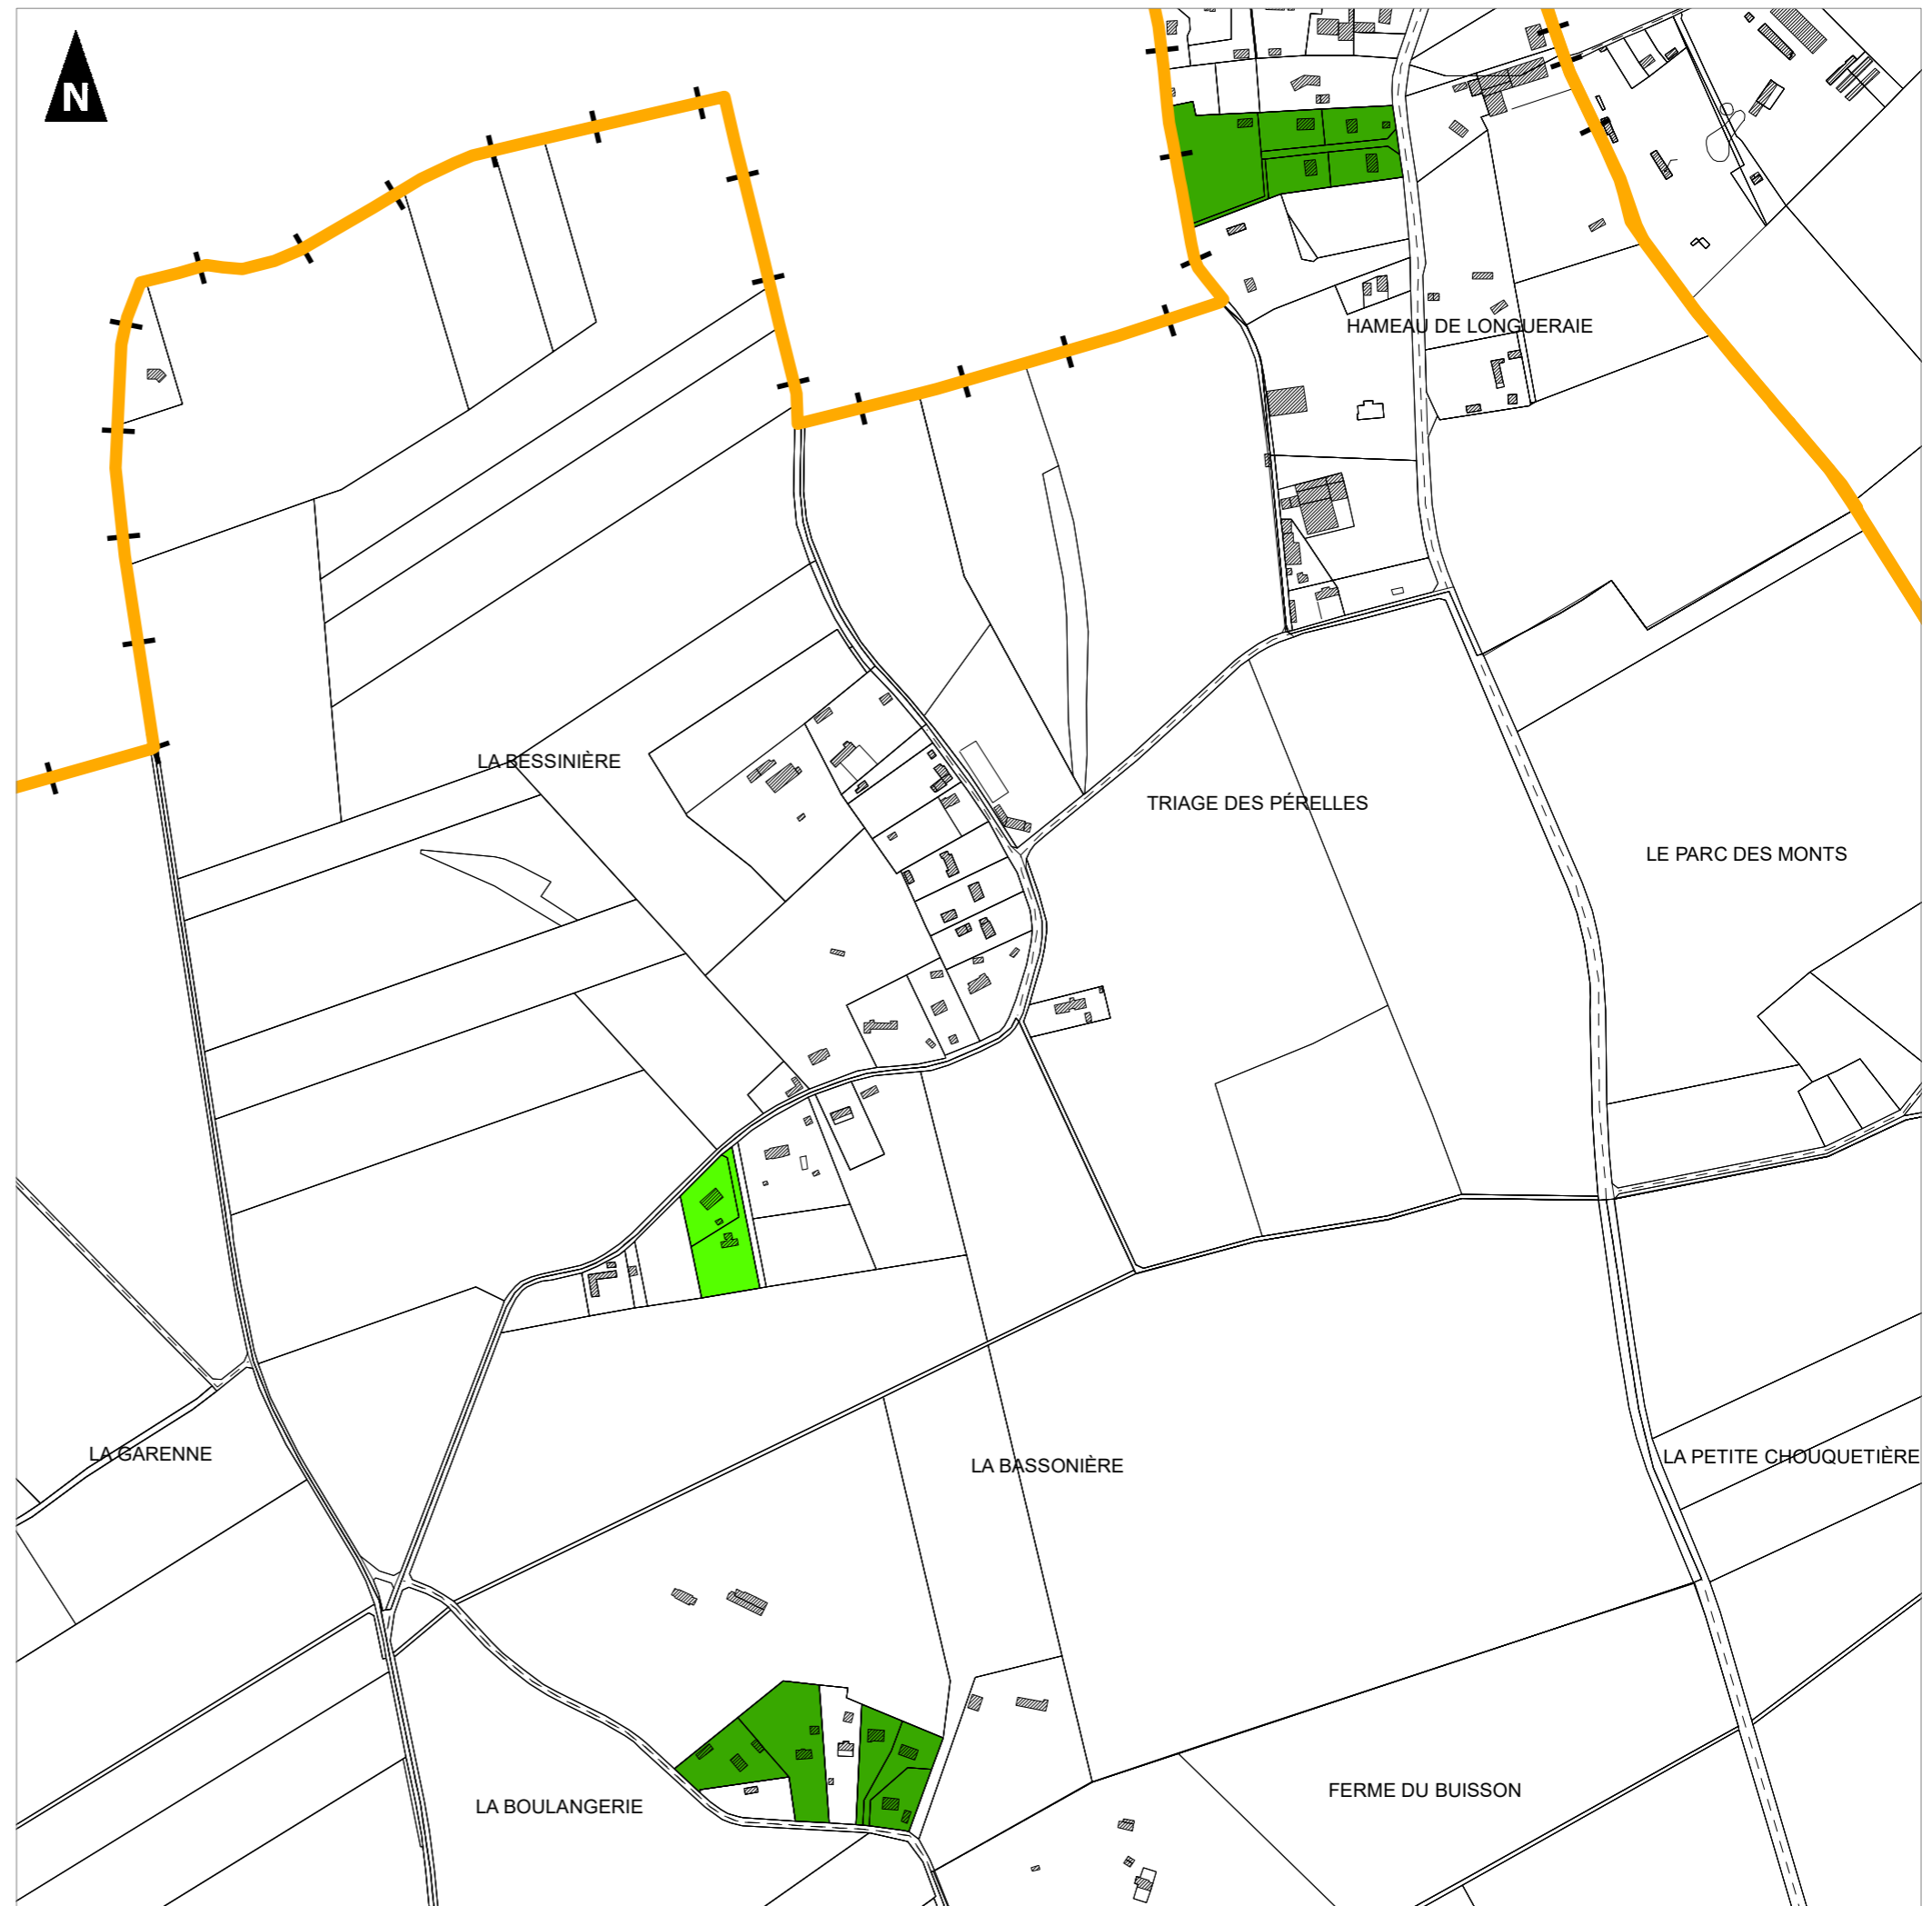 N
HAMEAU DE LONGUERAIE
LA BESSINIÈRE
TRIAGE DES PÉRELLES
LE PARC DES MONTS
LA GARENNE
LA BASSONIÈRE
LA PETITE CHOUQUETIÈRE
FERME DU BUISSON
LA BOULANGERIE